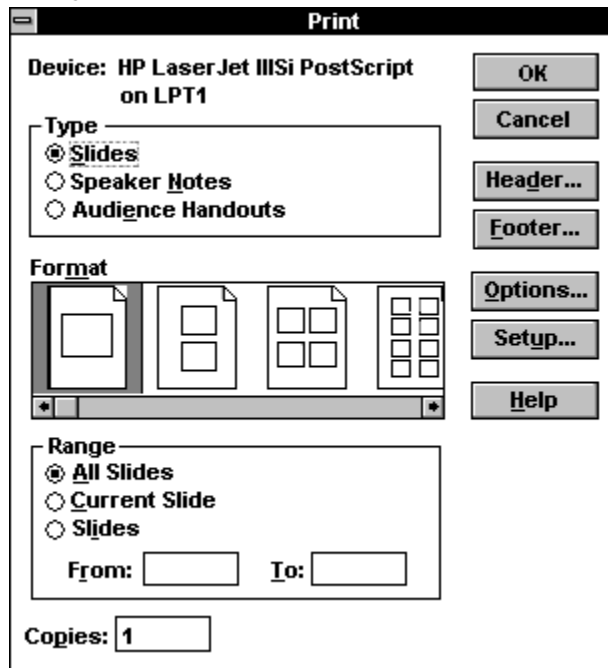 Print
Device: HP LaserJet IIISi PostScript
on LPT1
OK
Cancel
Type
Slides
Speaker Notes
Audience Handouts
Header...
Footer...
Format
Options...
Setup...
Help
Range
All Slides
Current Slide
Slides
From:
To:
Copies: 1